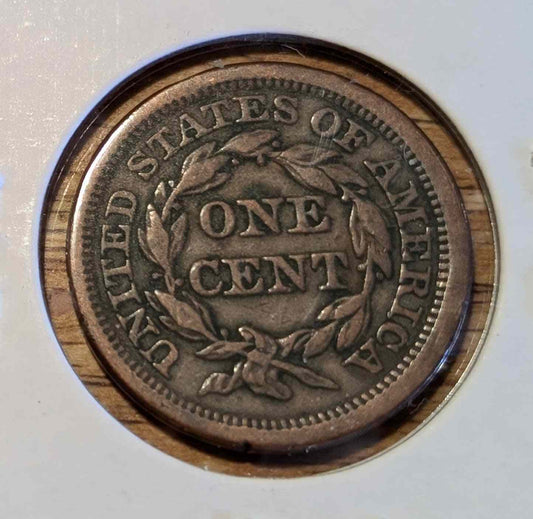 UNITED STATES OF AMERICA
ONE
CENT